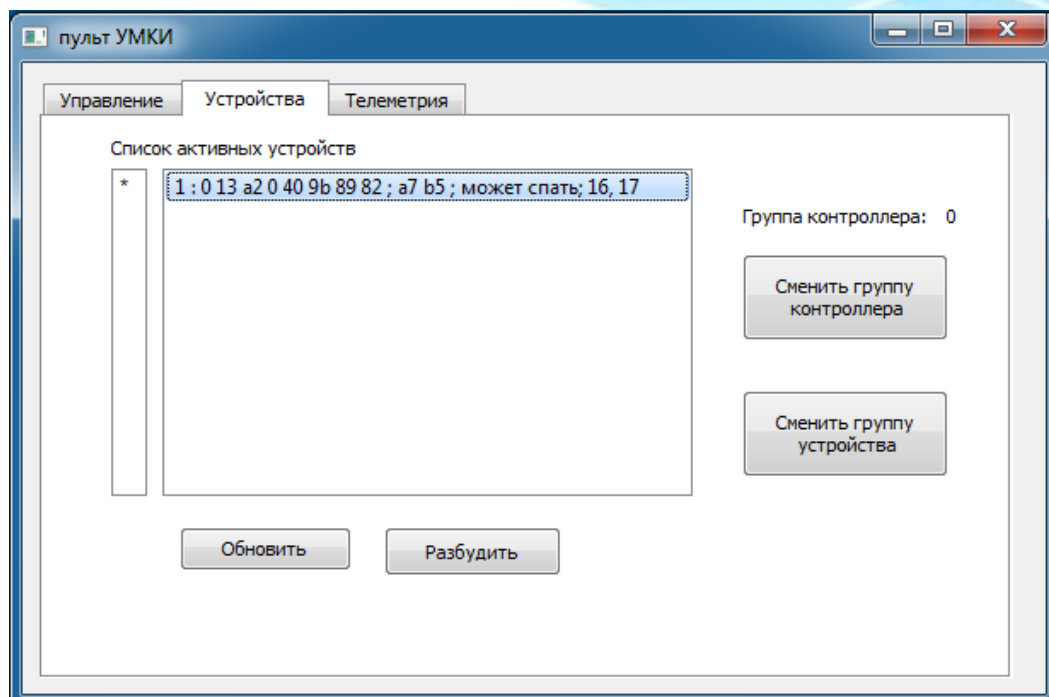 пульт УМКИ
Управление Устройства Телеметрия
Список активных устройств
* 1 : 0 13 a2 0 40 9b 89 82 ; a7 b5 ; может спать; 16, 17
Группа контроллера: 0
Сменить группу
контроллера
Сменить группу
устройства
Обновить Разбудить